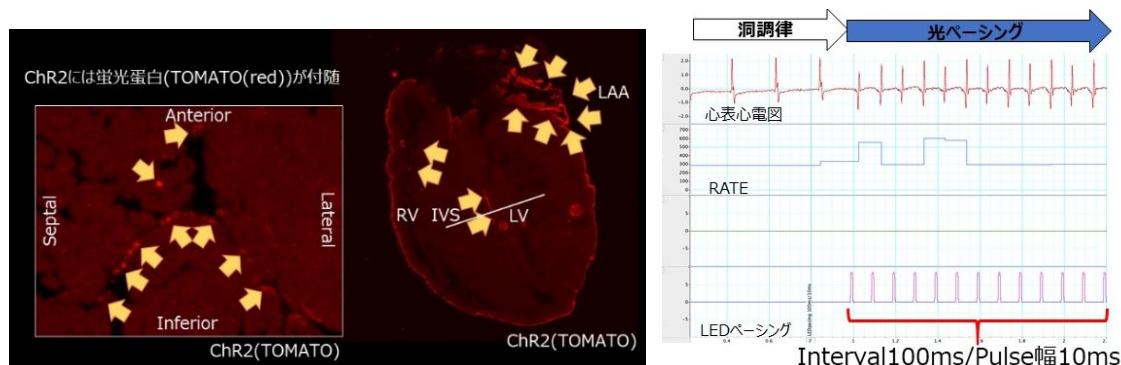 ChR2には蛍光蛋白(TOMATO(red))が付随
Anterior
Septal
Lateral
Inferior
ChR2(TOMATO)
LAA
RV IVS LV
ChR2(TOMATO)
洞調律
光ペーシング
心表心電図
RATE
LEDペーシング
Interval100ms/Pulse幅10ms